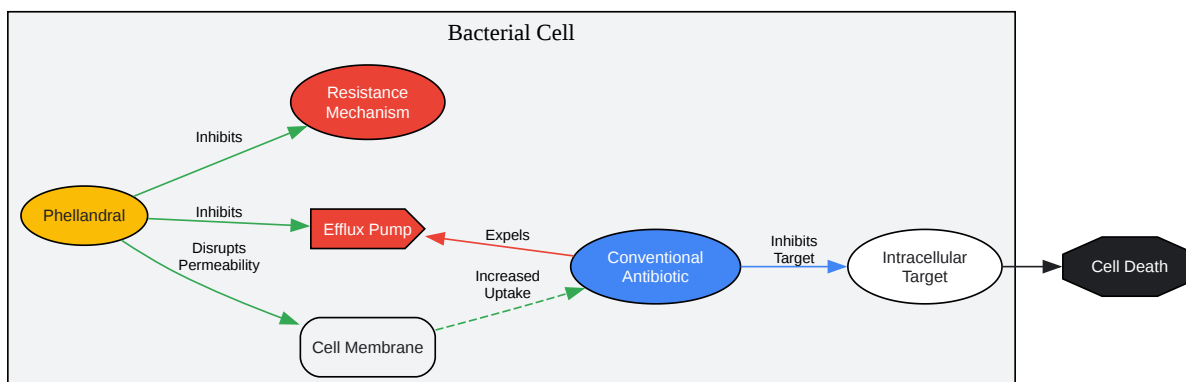 Bacterial Cell
Resistance
Mechanism
Inhibits
Phellandral
Inhibits
Efflux Pump
Expels
Disrupts
Permeability
Conventional
Antibiotic
Inhibits
Target
Intracellular
Target
Cell Death
Increased
Uptake
Cell Membrane